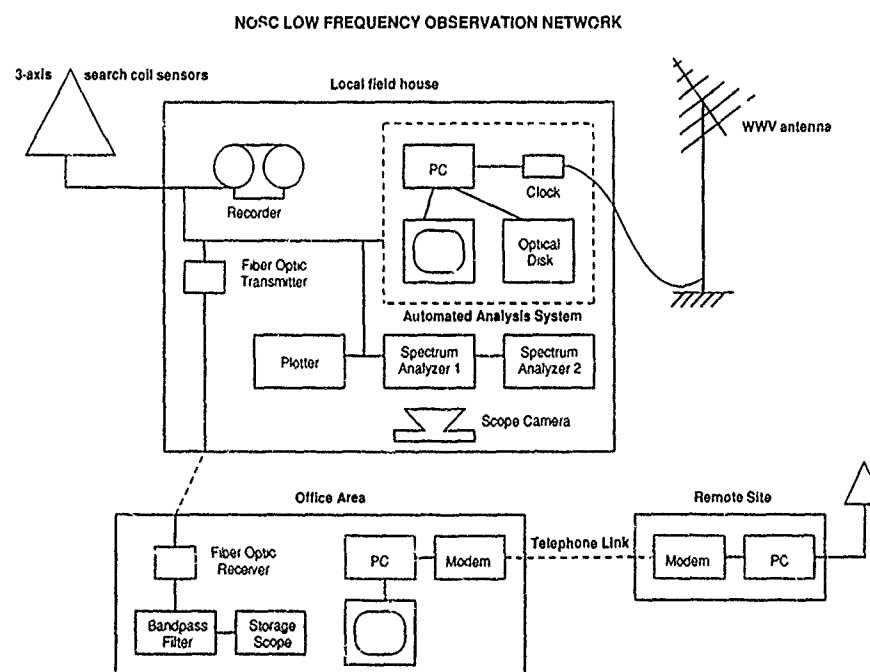 NOSC LOW FREQUENCY OBSERVATION NETWORK
3-axis search coil sensors
Local field house
WWV antenna
PC
Clock
Recorder
Optical
Disk
Fiber Optic
Transmitter
Automated Analysis System
Plotter
Spectrum
Analyzer 1
Spectrum
Analyzer 2
Scope Camera
Office Area
Remote Site
Fiber Optic
Receiver
PC
Modem
Telephone Link
Modem
PC
Bandpass
Filter
Storage
Scope